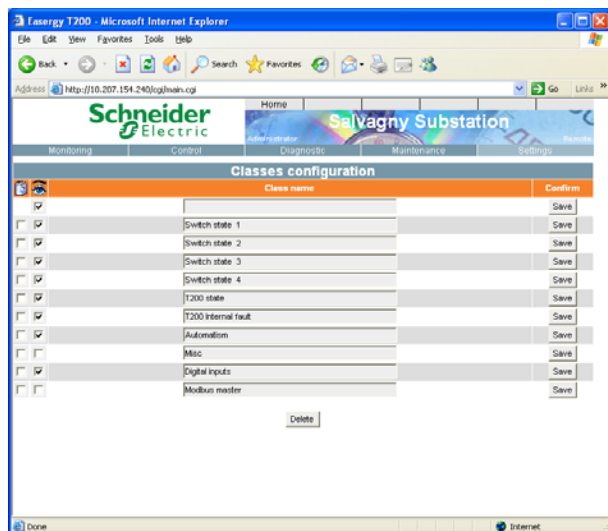 Easergy T200 - Microsoft Internet Explorer
File Edit View Favorites Tools Help
Back Search Favorites
Address http://10.207.154.240/cgi/main.cgi Go Links »
Home
Schneider Electric
Salvagny Substation
Administrator Remote
Monitoring Control Diagnostic Maintenance Settings
Classes configuration
Class name Confirm
Save
Switch state 1 Save
Switch state 2 Save
Switch state 3 Save
Switch state 4 Save
T200 state Save
T200 internal fault Save
Automatism Save
Misc Save
Digital inputs Save
Modbus master Save
Delete
Done Internet